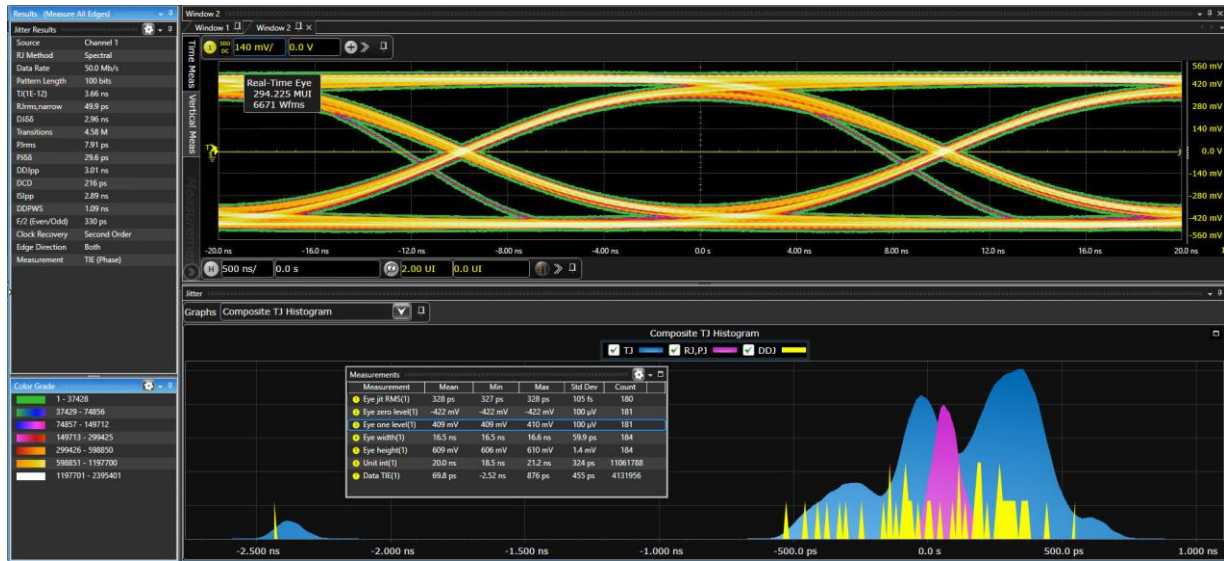 Results (Measure All Edges)
Jitter Results
Source Channel 1
RJ Method Spectral
Data Rate 50.0 Mb/s
Pattern Length 100 bits
TJ(1E-12) 3.66 ns
RJrms,narrow 49.9 ps
DJδδ 2.96 ns
Transitions 4.58 M
PJrms 7.91 ps
PJδδ 29.6 ps
DDJpp 3.01 ns
DCD 216 ps
ISIpp 2.89 ns
DDPWS 1.09 ns
F/2 (Even/Odd) 330 ps
Clock Recovery Second Order
Edge Direction Both
Measurement TIE (Phase)
Color Grade
1 - 37428
37429 - 74856
74857 - 149712
149713 - 299425
299426 - 598850
598851 - 1197700
1197701 - 2395401
Window 2
Window 1 Window 2
Time Meas
Vertical Meas
Measurements
1 50Ω DC 140 mV/ 0.0 V
Real-Time Eye
294.225 MUI
6671 Wfms
560 mV
420 mV
280 mV
140 mV
0.0 V
-140 mV
-280 mV
-420 mV
-560 mV
-20.0 ns -16.0 ns -12.0 ns -8.00 ns -4.00 ns 0.0 s 4.00 ns 8.00 ns 12.0 ns 16.0 ns 20.0 ns
H 500 ns/ 0.0 s 2.00 UI 0.0 UI
Jitter
Graphs Composite TJ Histogram
Composite TJ Histogram
TJ RJ,PJ DDJ
Measurements
Measurement Mean Min Max Std Dev Count
1 Eye jit RMS(1) 328 ps 327 ps 328 ps 105 fs 180
2 Eye zero level(1) -422 mV -422 mV -422 mV 100 µV 181
3 Eye one level(1) 409 mV 409 mV 410 mV 100 µV 181
4 Eye width(1) 16.5 ns 16.5 ns 16.6 ns 59.9 ps 184
5 Eye height(1) 609 mV 606 mV 610 mV 1.4 mV 184
6 Unit int(1) 20.0 ns 18.5 ns 21.2 ns 324 ps 11061788
7 Data TIE(1) 69.8 ps -2.52 ns 876 ps 455 ps 4131956
-2.500 ns -2.000 ns -1.500 ns -1.000 ns -500.0 ps 0.0 s 500.0 ps 1.000 ns